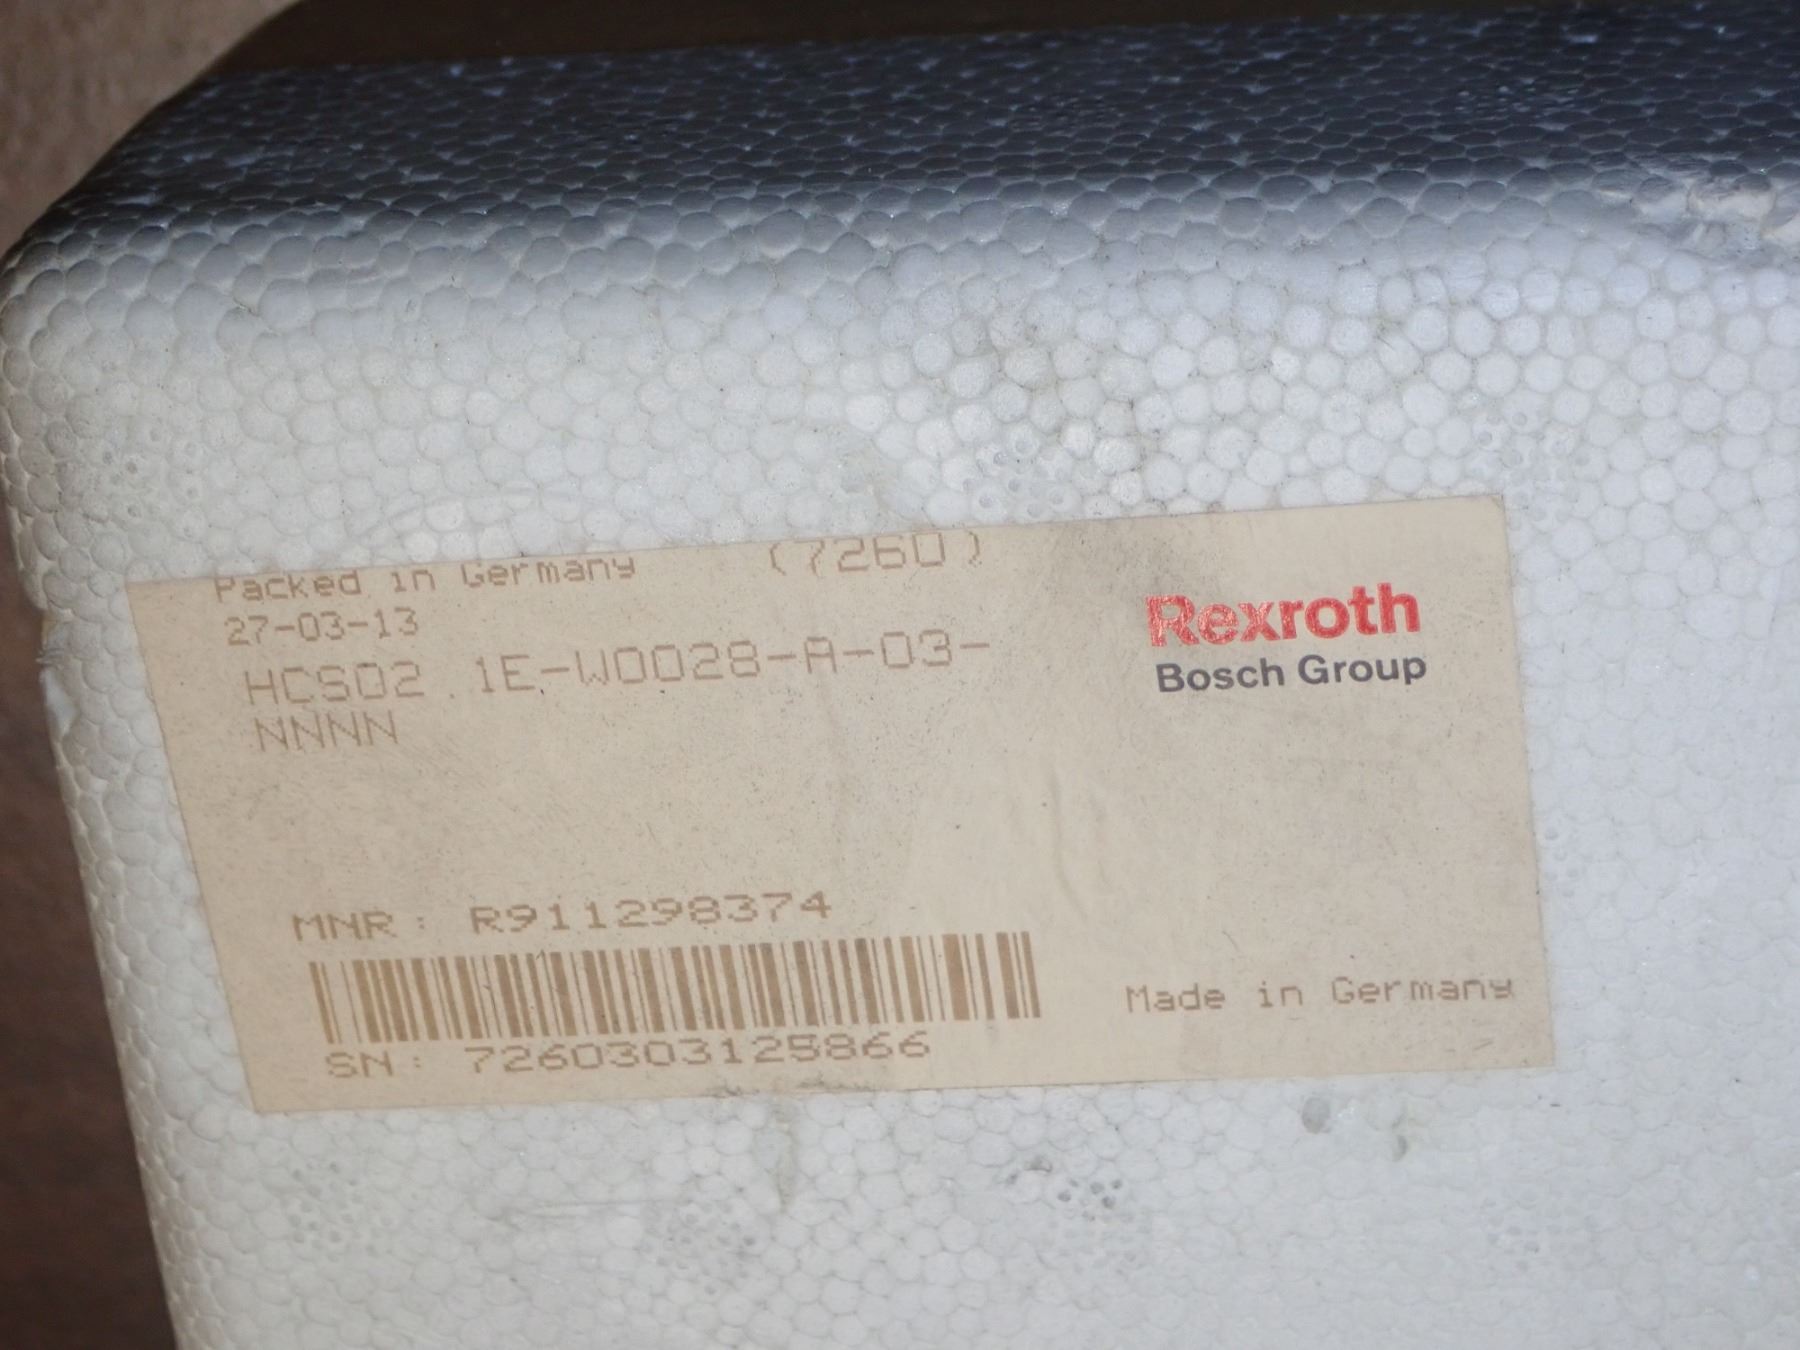 Packed in Germany (7260)
27-03-13
HCS02.1E-W0028-A-03-
NNNN
Rexroth
Bosch Group
MNR: R911298374
SN: 7260303125866
Made in Germany